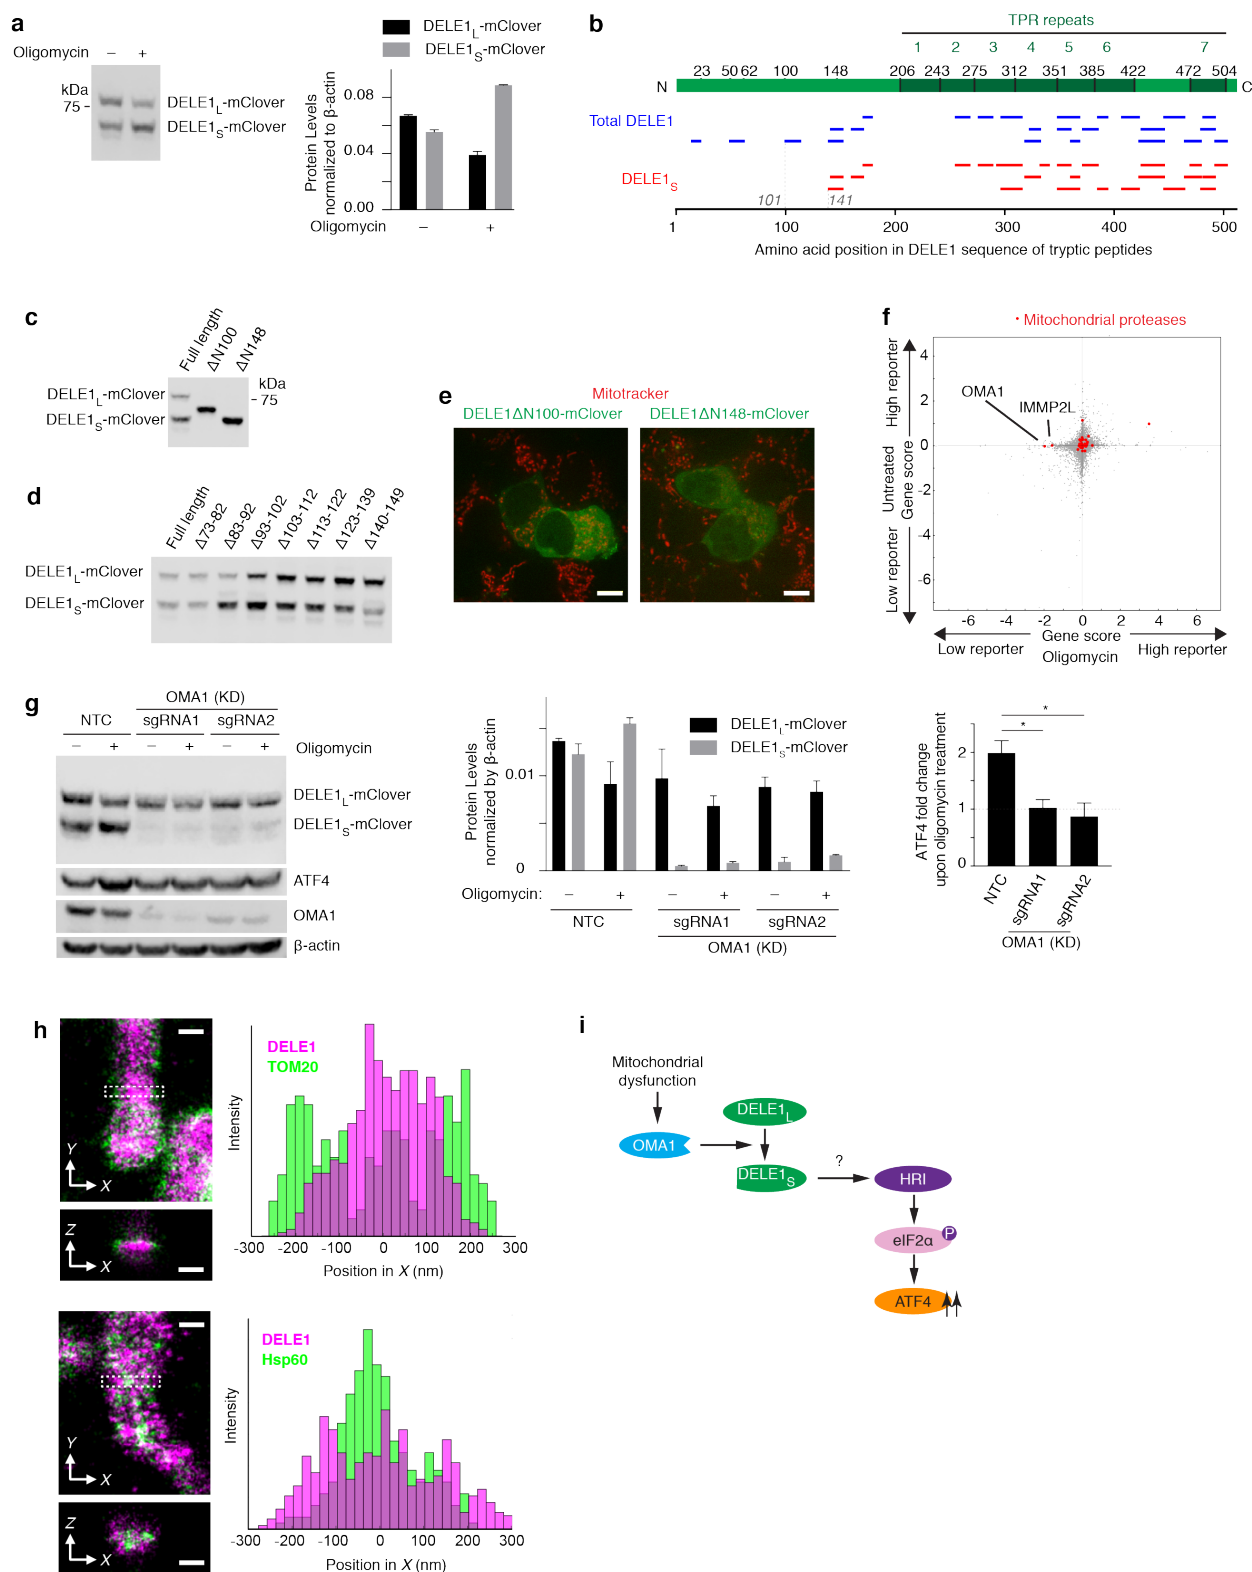 a
Oligomycin – +
kDa
75
DELE1L-mClover
DELE1S-mClover
DELE1L-mClover
DELE1S-mClover
Protein Levels
normalized to β-actin
0.08
0.04
0.00
Oligomycin – +
b
TPR repeats
1 2 3 4 5 6 7
23 50 62 100 148 206 243 275 312 351 385 422 472 504
N C
Total DELE1
DELE1S
101 141
1 100 200 300 400 500
Amino acid position in DELE1 sequence of tryptic peptides
c
Full length
ΔN100
ΔN148
kDa
75
DELE1L-mClover
DELE1S-mClover
d
Full length
Δ73-82
Δ83-92
Δ93-102
Δ103-112
Δ113-122
Δ123-139
Δ140-149
DELE1L-mClover
DELE1S-mClover
e
Mitotracker
DELE1ΔN100-mClover DELE1ΔN148-mClover
f
Mitochondrial proteases
High reporter
Untreated
Gene score
Low reporter
4
2
0
-2
-4
-6
OMA1
IMMP2L
-6 -4 -2 0 2 4 6
Gene score
Low reporter Oligomycin High reporter
g
OMA1 (KD)
NTC sgRNA1 sgRNA2
– + – + – + Oligomycin
DELE1L-mClover
DELE1S-mClover
ATF4
OMA1
β-actin
Protein Levels
normalized by β-actin
0.01
0
DELE1L-mClover
DELE1S-mClover
Oligomycin: – + – + – +
NTC sgRNA1 sgRNA2
OMA1 (KD)
ATF4 fold change
upon oligomycin treatment
2
1
0
*
*
NTC
sgRNA1
sgRNA2
OMA1 (KD)
h
Y
X
Z
X
DELE1
TOM20
Intensity
-300 -200 -100 0 100 200 300
Position in X (nm)
Y
X
Z
X
DELE1
Hsp60
Intensity
-300 -200 -100 0 100 200 300
Position in X (nm)
i
Mitochondrial
dysfunction
OMA1
DELE1L
DELE1S
?
HRI
eIF2α
P
ATF4